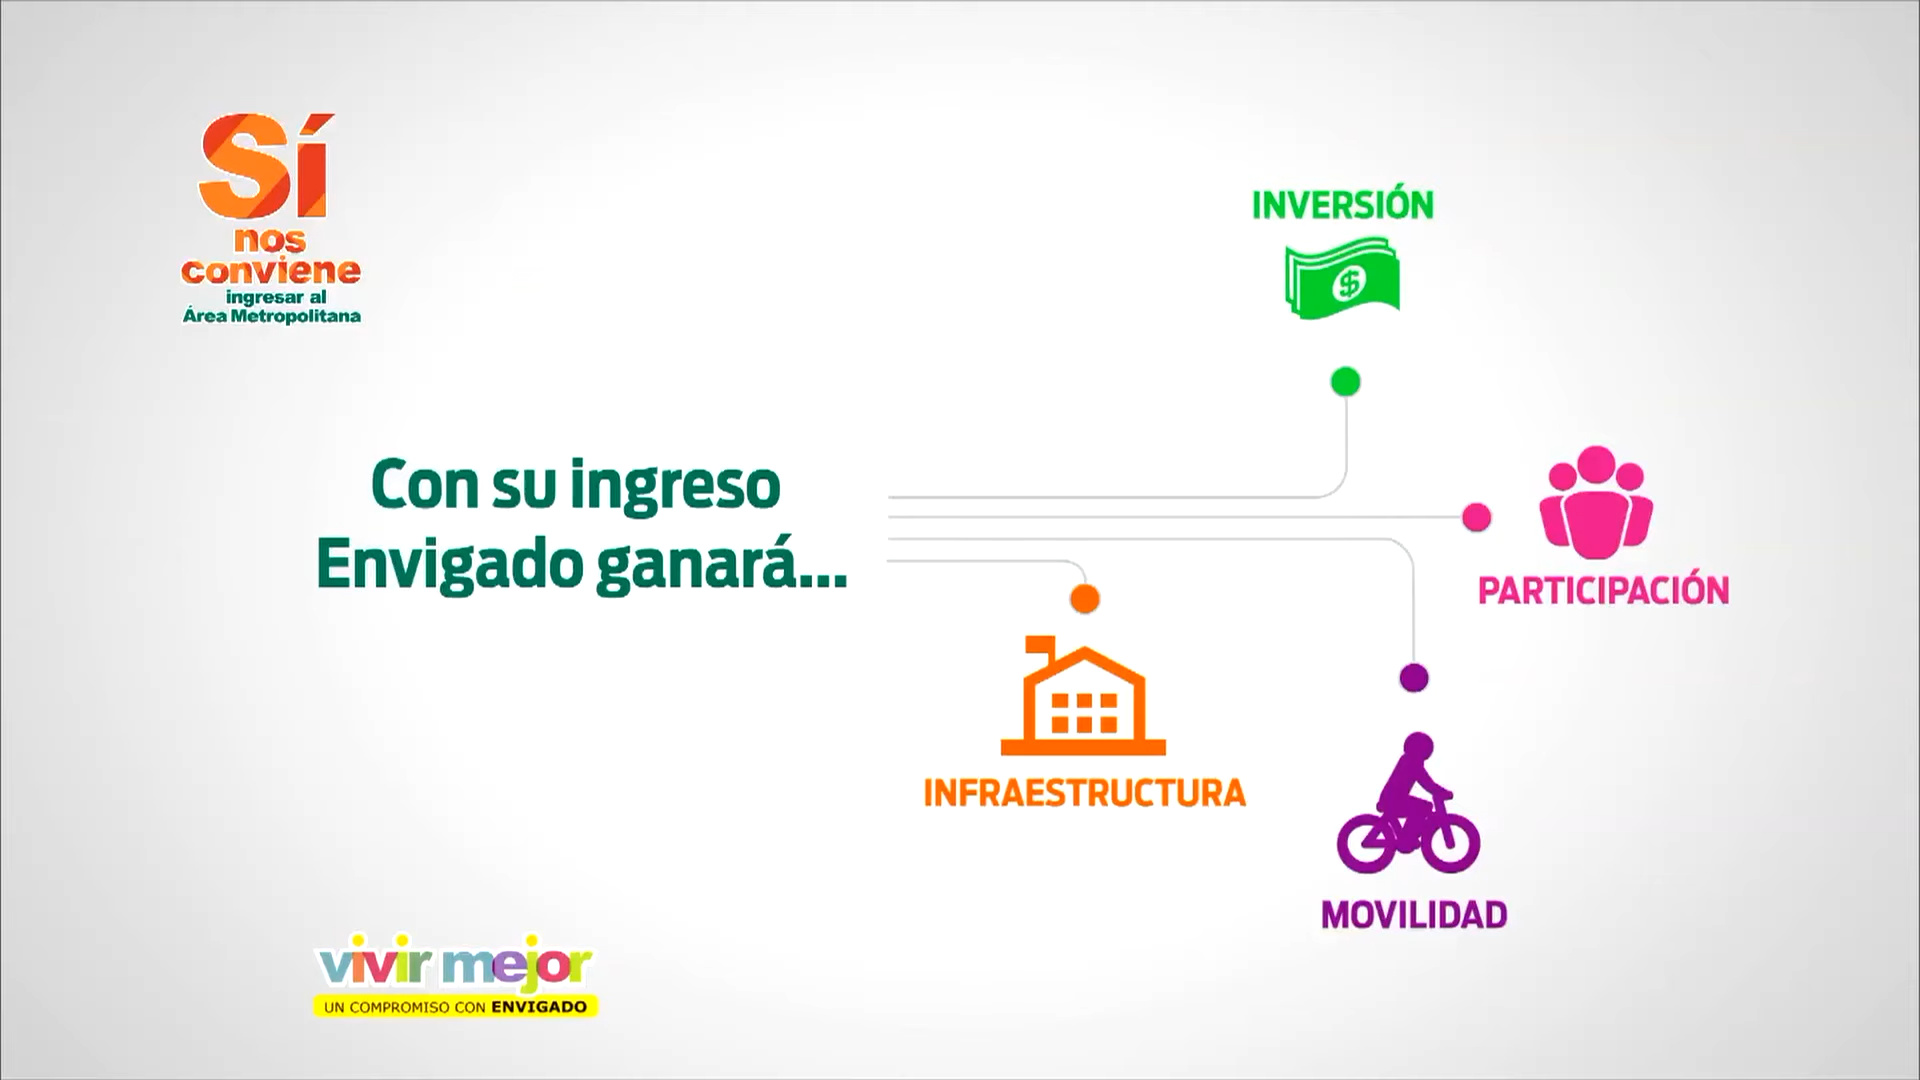 Sí
nos
conviene
ingresar al
Área Metropolitana
INVERSIÓN
$
Con su ingreso
Envigado ganará...
PARTICIPACIÓN
INFRAESTRUCTURA
MOVILIDAD
vivir mejor
UN COMPROMISO CON ENVIGADO